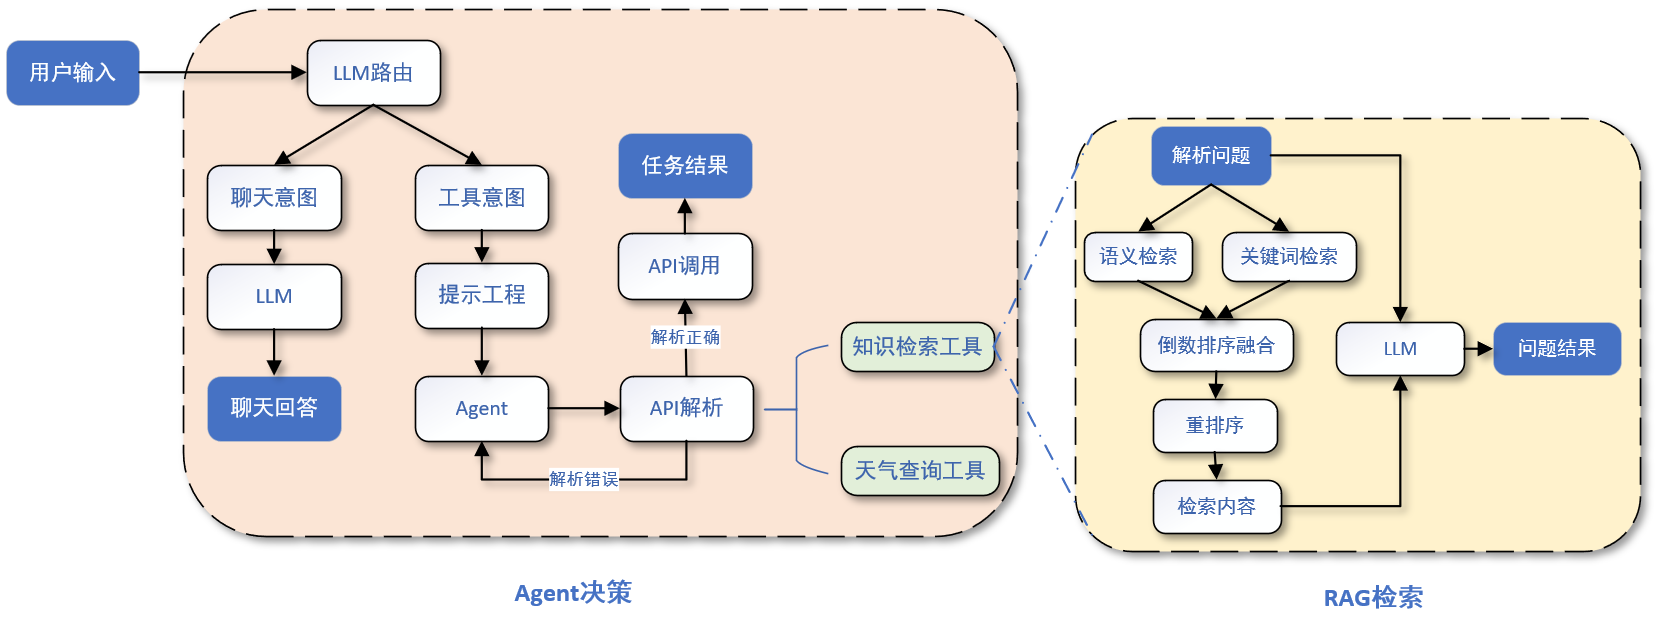 用户输入
LLM路由
聊天意图
工具意图
任务结果
LLM
提示工程
API调用
解析正确
聊天回答
Agent
API解析
解析错误
知识检索工具
天气查询工具
Agent决策
解析问题
语义检索
关键词检索
倒数排序融合
LLM
问题结果
重排序
检索内容
RAG检索